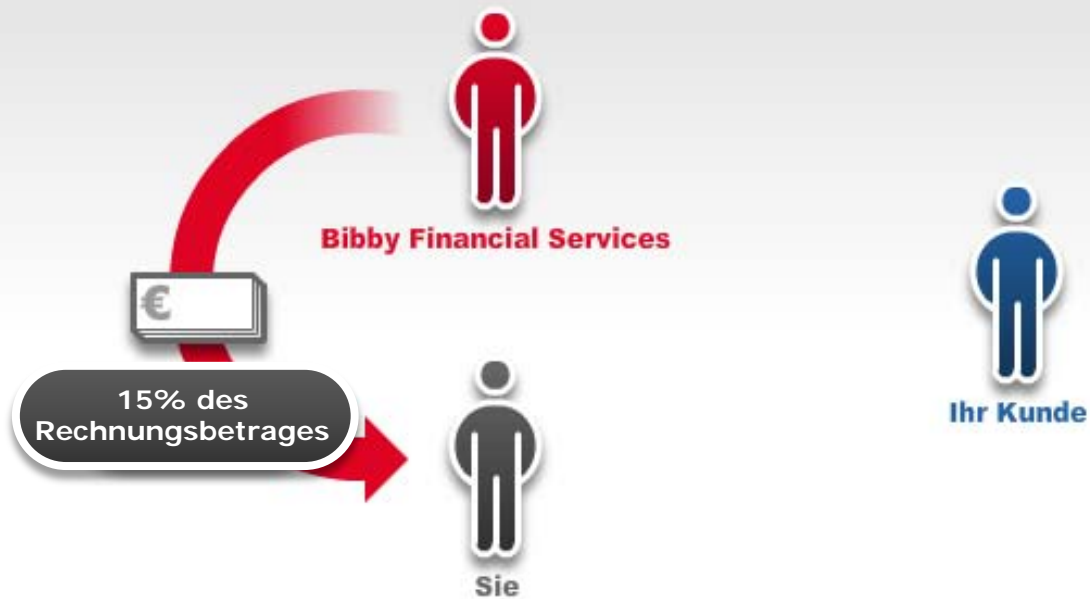 Bibby Financial Services
€
15% des
Rechnungsbetrages
Ihr Kunde
Sie